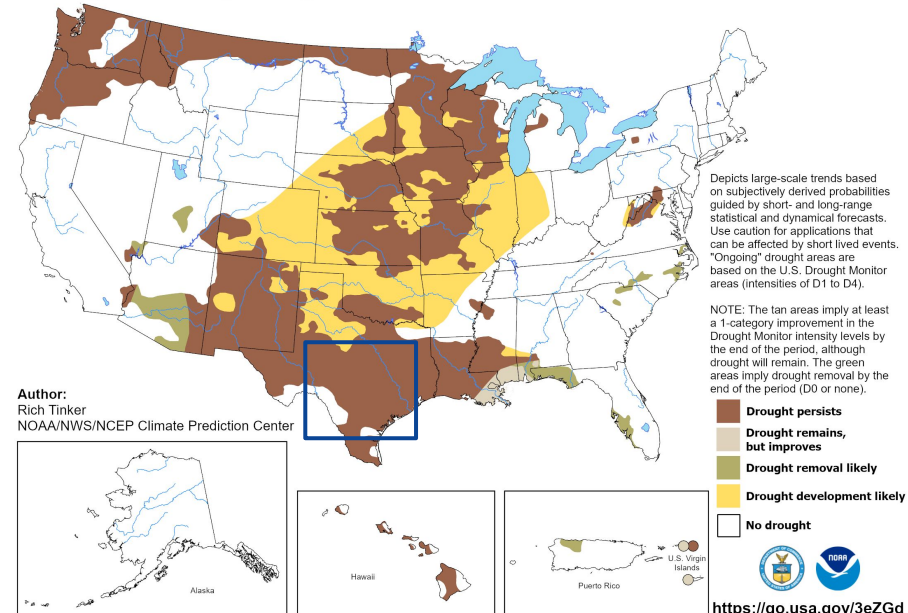 Depicts large-scale trends based
on subjectively derived probabilities
guided by short- and long-range
statistical and dynamical forecasts.
Use caution for applications that
can be affected by short lived events.
"Ongoing" drought areas are
based on the U.S. Drought Monitor
areas (intensities of D1 to D4).
NOTE: The tan areas imply at least
a 1-category improvement in the
Drought Monitor intensity levels by
the end of the period, although
drought will remain. The green
areas imply drought removal by the
end of the period (D0 or none).
Author:
Rich Tinker
NOAA/NWS/NCEP Climate Prediction Center
Drought persists
Drought remains,
but improves
Drought removal likely
Drought development likely
No drought
Alaska
Hawaii
Puerto Rico
U.S. Virgin
Islands
NOAA
https://go.usa.gov/3eZGd